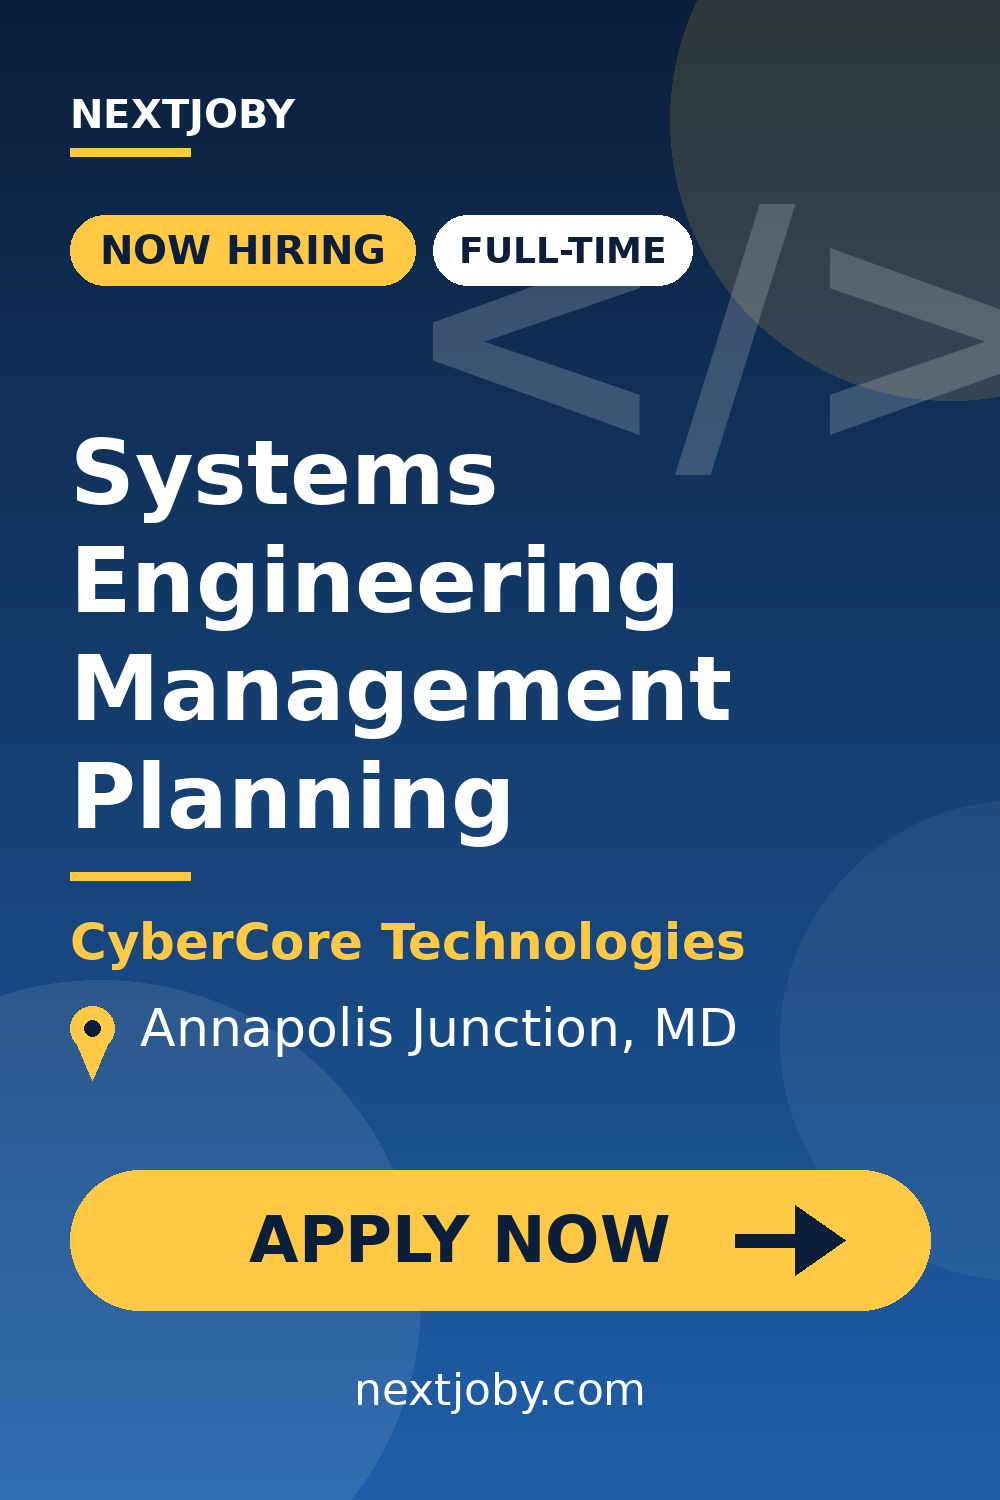 NEXTJOBY
NOW HIRING FULL-TIME
</>
Systems
Engineering
Management
Planning
CyberCore Technologies
Annapolis Junction, MD
APPLY NOW
nextjoby.com